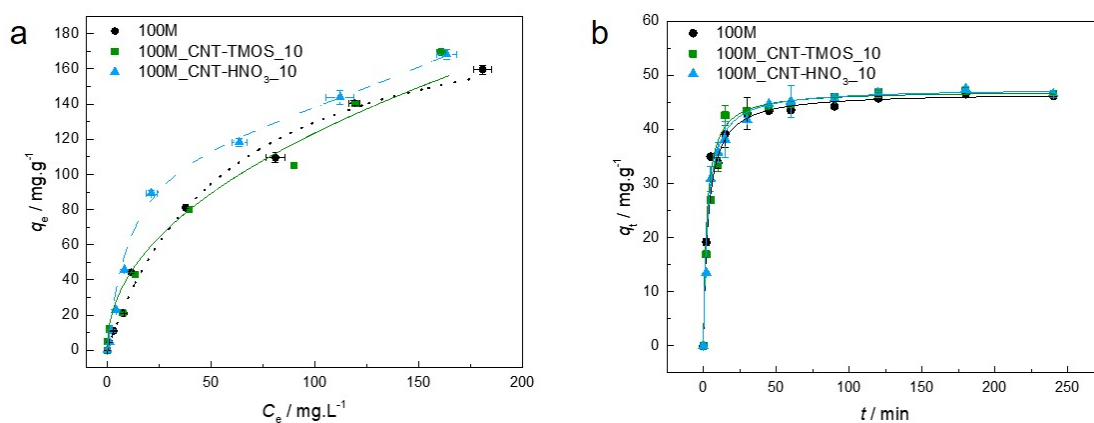 a
100M
100M_CNT-TMOS_10
100M_CNT-HNO₃_10
180
160
140
120
100
80
60
40
20
0
qₑ / mg.g⁻¹
0 50 100 150 200
Cₑ / mg.L⁻¹
b
100M
100M_CNT-TMOS_10
100M_CNT-HNO₃_10
60
50
40
30
20
10
0
qₜ / mg.g⁻¹
0 50 100 150 200 250
t / min